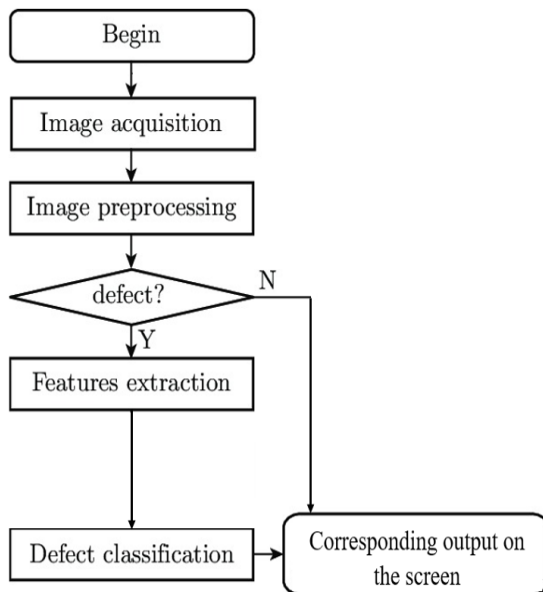 Begin
Image acquisition
Image preprocessing
defect?
N
Y
Features extraction
Defect classification
Corresponding output on
the screen